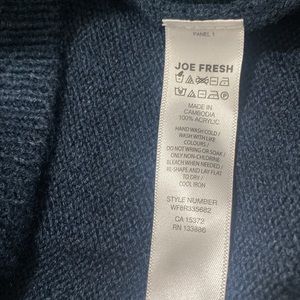 PANEL 1
JOE FRESH
MADE IN
CAMBODIA
100% ACRYLIC
HAND WASH COLD /
WASH WITH LIKE
COLOURS /
DO NOT WRING OR SOAK /
ONLY NON-CHLORINE
BLEACH WHEN NEEDED /
RE-SHAPE AND LAY FLAT
TO DRY /
COOL IRON
STYLE NUMBER
WF8R335682
CA 15372
RN 133886